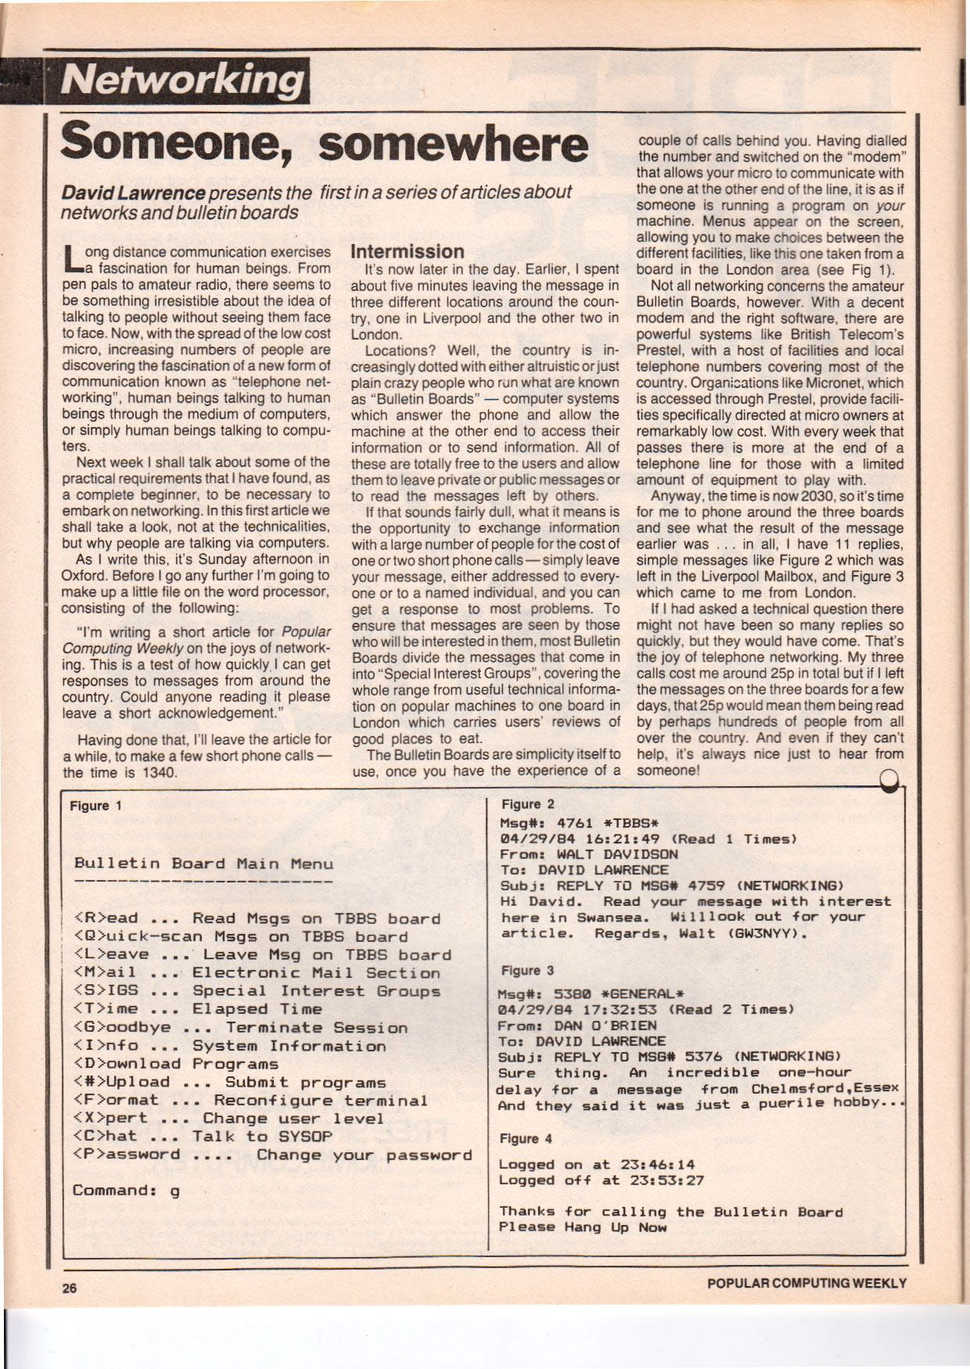 Networking
Someone, somewhere
David Lawrence presents the first in a series of articles about
networks and bulletin boards
Long distance communication exercises
a fascination for human beings. From
pen pals to amateur radio, there seems to
be something irresistible about the idea of
talking to people without seeing them face
to face. Now, with the spread of the low cost
micro, increasing numbers of people are
discovering the fascination of a new form of
communication known as "telephone net-
working", human beings talking to human
beings through the medium of computers,
or simply human beings talking to compu-
ters.
Next week I shall talk about some of the
practical requirements that I have found, as
a complete beginner, to be necessary to
embark on networking. In this first article we
shall take a look, not at the technicalities,
but why people are talking via computers.
As I write this, it's Sunday afternoon in
Oxford. Before I go any further I'm going to
make up a little file on the word processor,
consisting of the following:
"I'm writing a short article for Popular
Computing Weekly on the joys of network-
ing. This is a test of how quickly I can get
responses to messages from around the
country. Could anyone reading it please
leave a short acknowledgement."
Having done that, I'll leave the article for
a while, to make a few short phone calls —
the time is 1340.
Intermission
It's now later in the day. Earlier, I spent
about five minutes leaving the message in
three different locations around the coun-
try, one in Liverpool and the other two in
London.
Locations? Well, the country is in-
creasingly dotted with either altruistic or just
plain crazy people who run what are known
as "Bulletin Boards" — computer systems
which answer the phone and allow the
machine at the other end to access their
information or to send information. All of
these are totally free to the users and allow
them to leave private or public messages or
to read the messages left by others.
If that sounds fairly dull, what it means is
the opportunity to exchange information
with a large number of people for the cost of
one or two short phone calls — simply leave
your message, either addressed to every-
one or to a named individual, and you can
get a response to most problems. To
ensure that messages are seen by those
who will be interested in them, most Bulletin
Boards divide the messages that come in
into "Special Interest Groups", covering the
whole range from useful technical informa-
tion on popular machines to one board in
London which carries users' reviews of
good places to eat.
The Bulletin Boards are simplicity itself to
use, once you have the experience of a
couple of calls behind you. Having dialled
the number and switched on the "modem"
that allows your micro to communicate with
the one at the other end of the line, it is as if
someone is running a program on your
machine. Menus appear on the screen,
allowing you to make choices between the
different facilities, like this one taken from a
board in the London area (see Fig 1).
Not all networking concerns the amateur
Bulletin Boards, however. With a decent
modem and the right software, there are
powerful systems like British Telecom's
Prestel, with a host of facilities and local
telephone numbers covering most of the
country. Organizations like Micronet, which
is accessed through Prestel, provide facili-
ties specifically directed at micro owners at
remarkably low cost. With every week that
passes there is more at the end of a
telephone line for those with a limited
amount of equipment to play with.
Anyway, the time is now 2030, so it's time
for me to phone around the three boards
and see what the result of the message
earlier was ... in all, I have 11 replies,
simple messages like Figure 2 which was
left in the Liverpool Mailbox, and Figure 3
which came to me from London.
If I had asked a technical question there
might not have been so many replies so
quickly, but they would have come. That's
the joy of telephone networking. My three
calls cost me around 25p in total but if I left
the messages on the three boards for a few
days, that 25p would mean them being read
by perhaps hundreds of people from all
over the country. And even if they can't
help, it's always nice just to hear from
someone!
Figure 1
Bulletin Board Main Menu
------------------------
<R>ead ... Read Msgs on TBBS board
<Q>uick-scan Msgs on TBBS board
<L>eave ... Leave Msg on TBBS board
<M>ail ... Electronic Mail Section
<S>IGS ... Special Interest Groups
<T>ime ... Elapsed Time
<G>oodbye ... Terminate Session
<I>nfo ... System Information
<D>ownload Programs
<#>Upload ... Submit programs
<F>ormat ... Reconfigure terminal
<X>pert ... Change user level
<C>hat ... Talk to SYSOP
<P>assword .... Change your password
Command: g
Figure 2
Msg#: 4761 *TBBS*
04/29/84 16:21:49 (Read 1 Times)
From: WALT DAVIDSON
To: DAVID LAWRENCE
Subj: REPLY TO MSG# 4759 (NETWORKING)
Hi David. Read your message with interest
here in Swansea. Willlook out for your
article. Regards, Walt (GW3NYY).
Figure 3
Msg#: 5380 *GENERAL*
04/29/84 17:32:53 (Read 2 Times)
From: DAN O'BRIEN
To: DAVID LAWRENCE
Subj: REPLY TO MSG# 5376 (NETWORKING)
Sure thing. An incredible one-hour
delay for a message from Chelmsford,Essex
And they said it was just a puerile hobby...
Figure 4
Logged on at 23:46:14
Logged off at 23:53:27
Thanks for calling the Bulletin Board
Please Hang Up Now
26
POPULAR COMPUTING WEEKLY